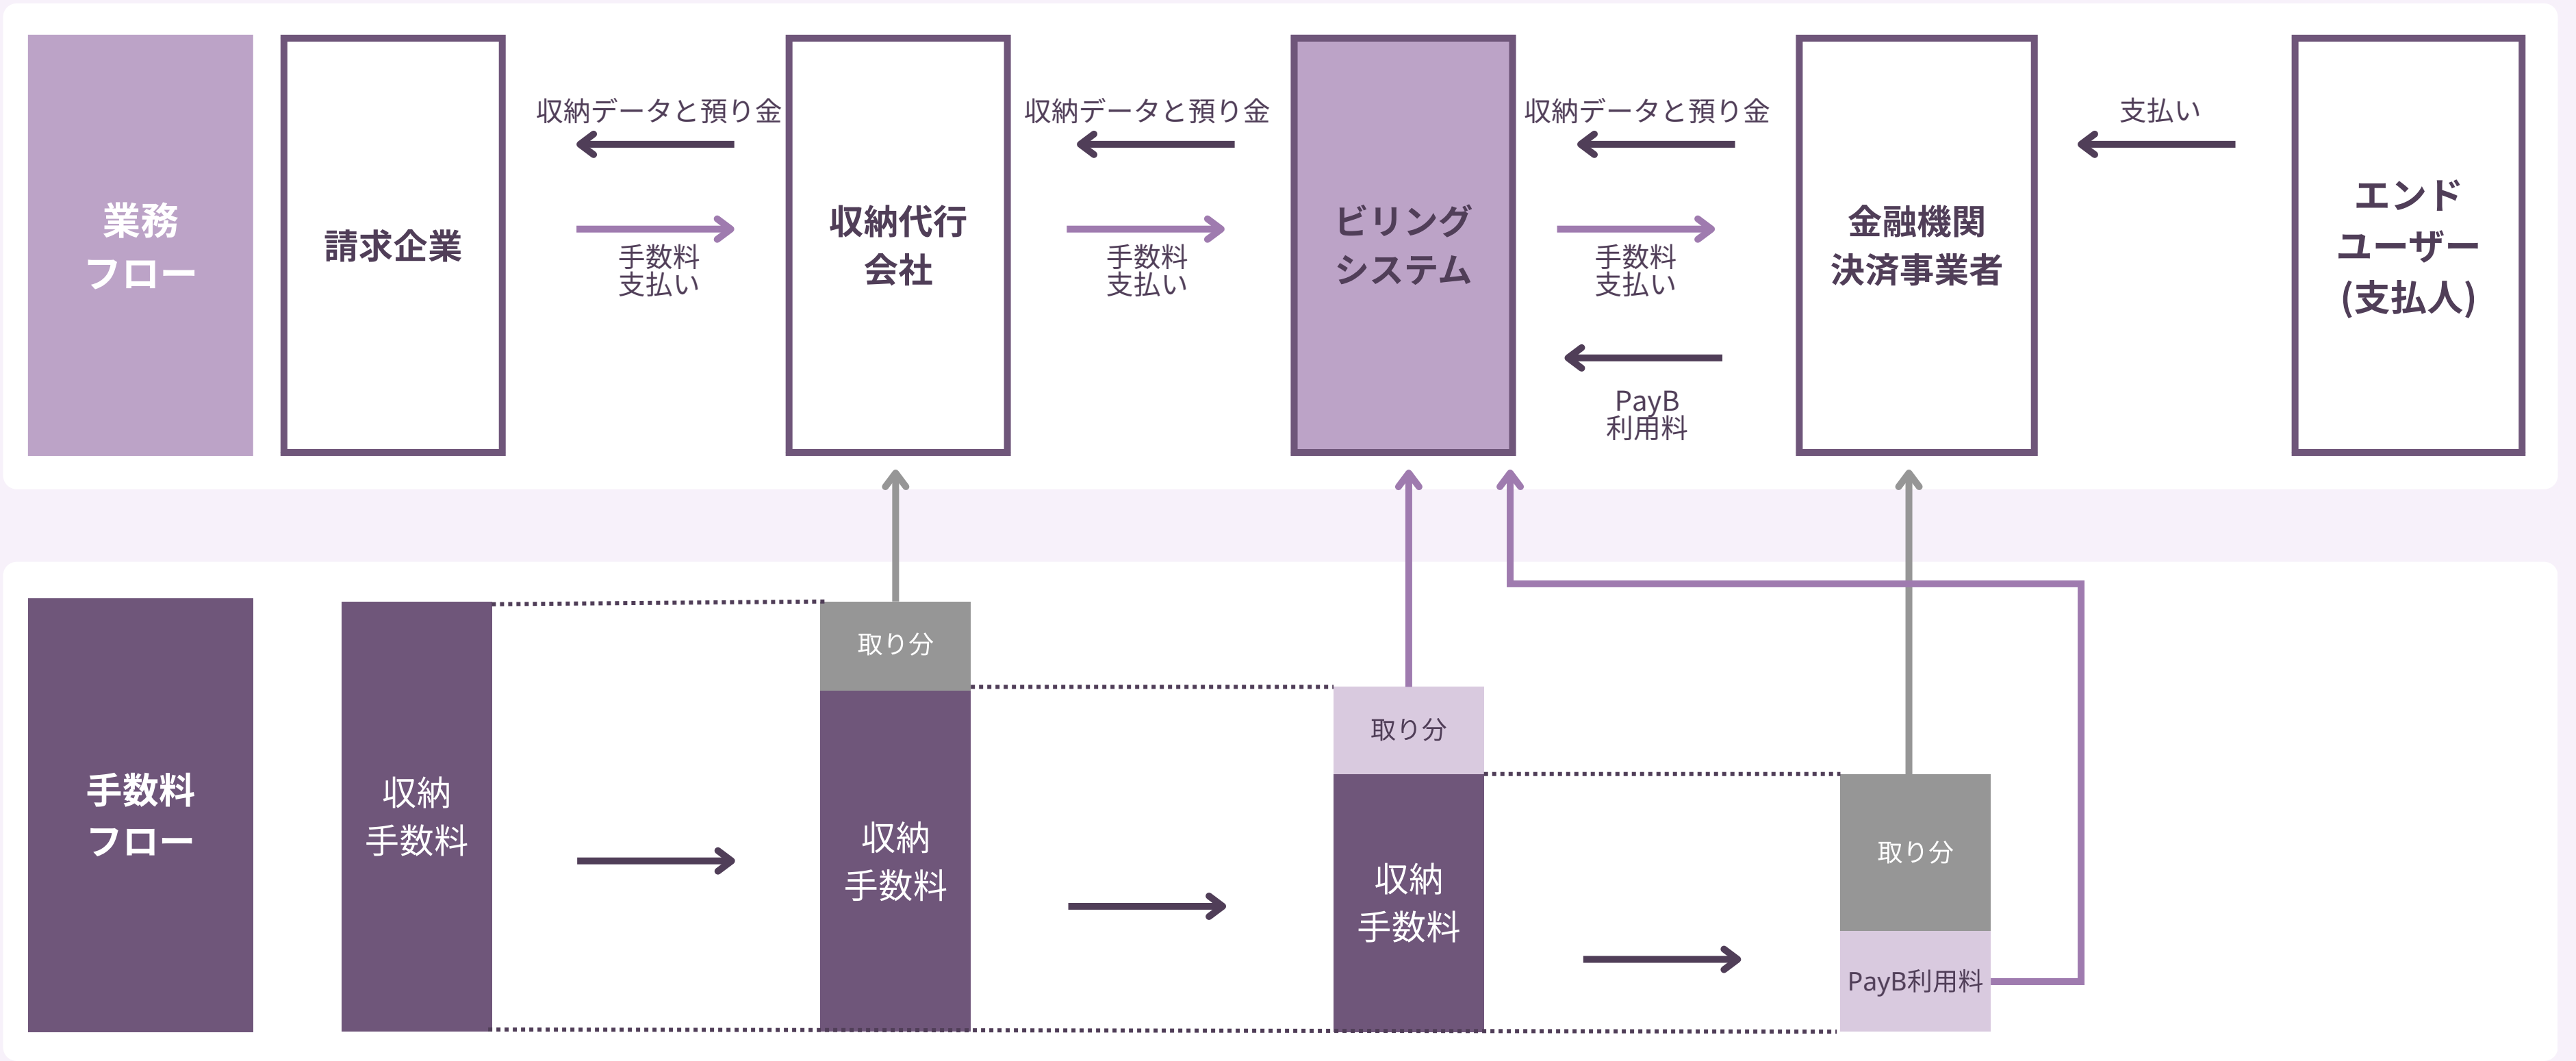 業務
フロー
請求企業
収納データと預り金
手数料
支払い
収納代行
会社
収納データと預り金
手数料
支払い
ビリング
システム
収納データと預り金
手数料
支払い
PayB
利用料
金融機関
決済事業者
支払い
エンド
ユーザー
(支払人)
手数料
フロー
収納
手数料
取り分
収納
手数料
取り分
収納
手数料
取り分
PayB利用料